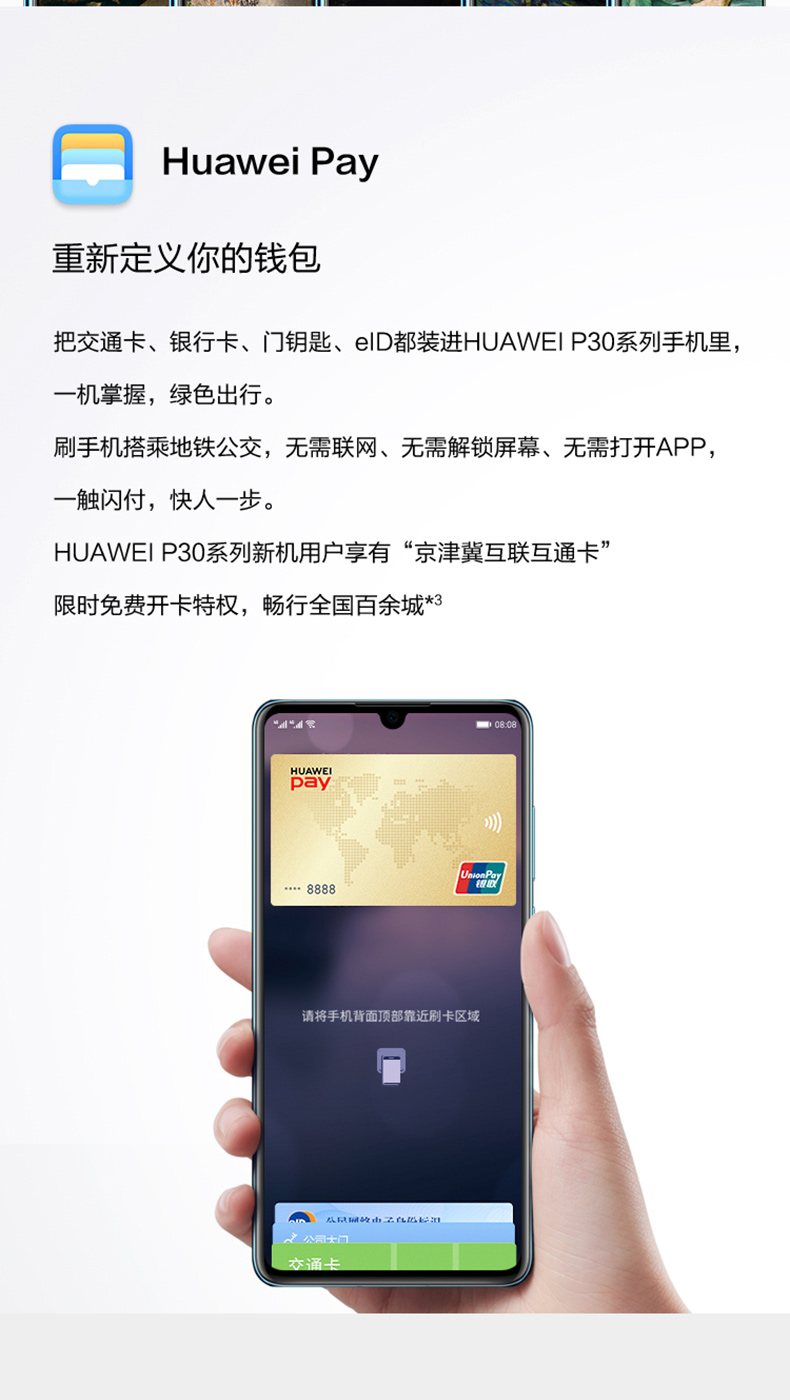 Huawei Pay
重新定义你的钱包
把交通卡、银行卡、门钥匙、eID都装进HUAWEI P30系列手机里，
一机掌握，绿色出行。
刷手机搭乘地铁公交，无需联网、无需解锁屏幕、无需打开APP，
一触闪付，快人一步。
HUAWEI P30系列新机用户享有“京津冀互联互通卡”
限时免费开卡特权，畅行全国百余城*3
08:08
HUAWEI
pay
UnionPay
银联
···· 8888
请将手机背面顶部靠近刷卡区域
eID 公民网络电子身份标识
公司大门
交通卡